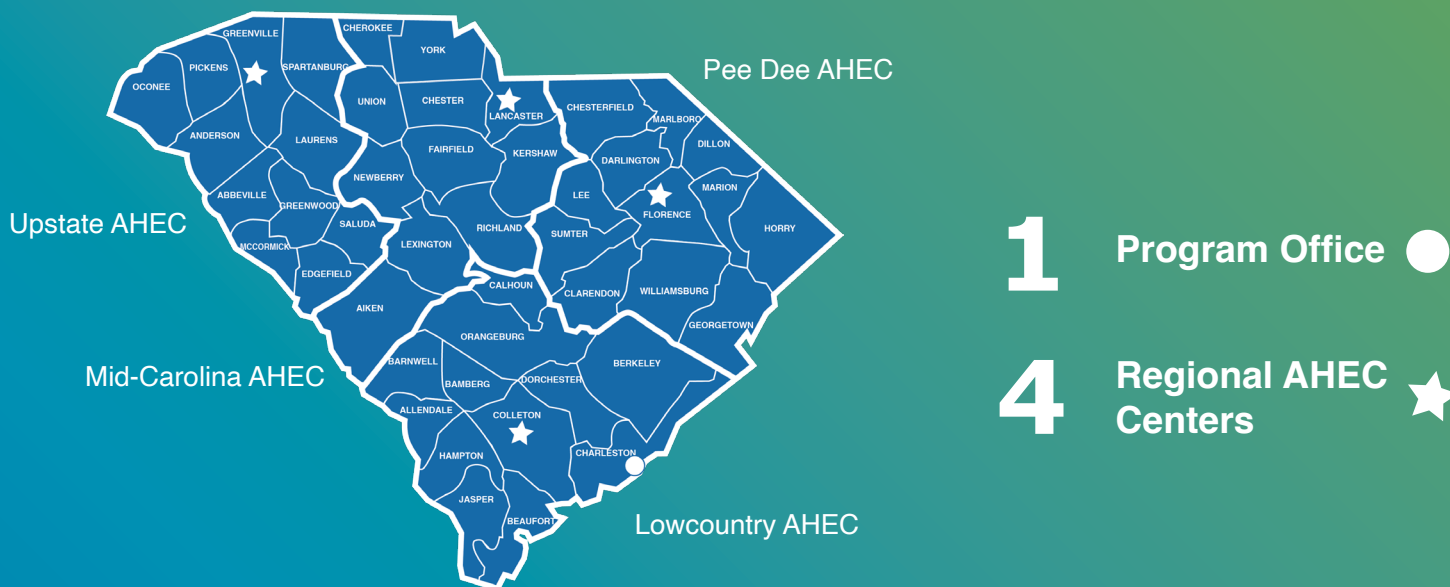 GREENVILLE
CHEROKEE
YORK
PICKENS
SPARTANBURG
OCONEE
UNION
CHESTER
LANCASTER
CHESTERFIELD
MARLBORO
ANDERSON
LAURENS
FAIRFIELD
KERSHAW
DARLINGTON
DILLON
NEWBERRY
ABBEVILLE
GREENWOOD
LEE
MARION
FLORENCE
SALUDA
RICHLAND
SUMTER
HORRY
MCCORMICK
LEXINGTON
EDGEFIELD
CALHOUN
CLARENDON
WILLIAMSBURG
AIKEN
ORANGEBURG
GEORGETOWN
BARNWELL
BERKELEY
BAMBERG
DORCHESTER
ALLENDALE
COLLETON
HAMPTON
CHARLESTON
JASPER
BEAUFORT
Pee Dee AHEC
Upstate AHEC
Mid-Carolina AHEC
Lowcountry AHEC
1 Program Office
4 Regional AHEC
Centers